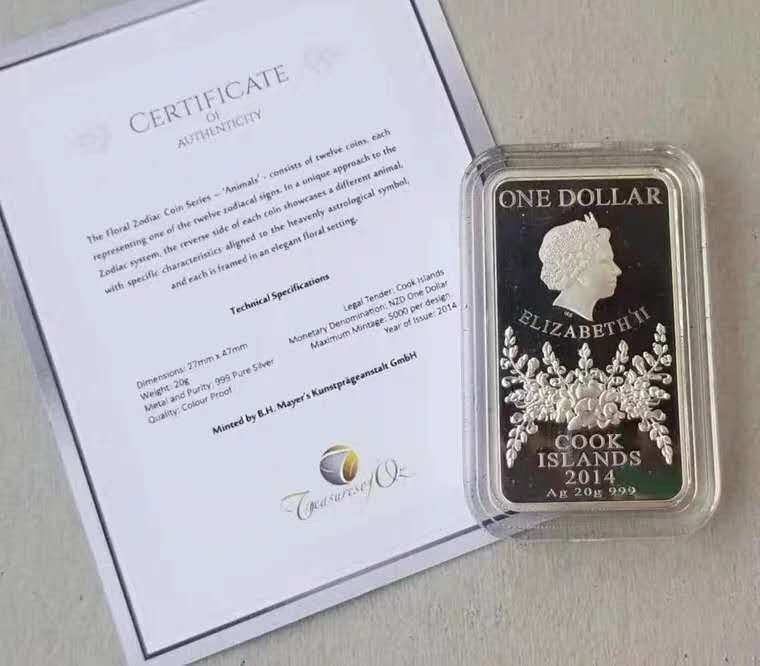 CERTIFICATE
OF
AUTHENTICITY
The Floral Zodiac Coin Series – 'Animals' - consists of twelve coins, each
representing one of the twelve zodiacal signs. In a unique approach to the
Zodiac system, the reverse side of each coin showcases a different animal,
with specific characteristics aligned to the heavenly astrological symbol,
and each is framed in an elegant floral setting.
Technical Specifications
Dimensions: 27mm x 47mm
Weight: 20g
Metal and Purity: 999 Pure Silver
Quality: Colour Proof
Legal Tender: Cook Islands
Monetary Denomination: NZD One Dollar
Maximum Mintage: 5000 per design
Year of Issue: 2014
Minted by B.H. Mayer's Kunstprägeanstalt GmbH
Treasures of Oz
ONE DOLLAR
IRB
ELIZABETH II
COOK
ISLANDS
2014
Ag 20g 999